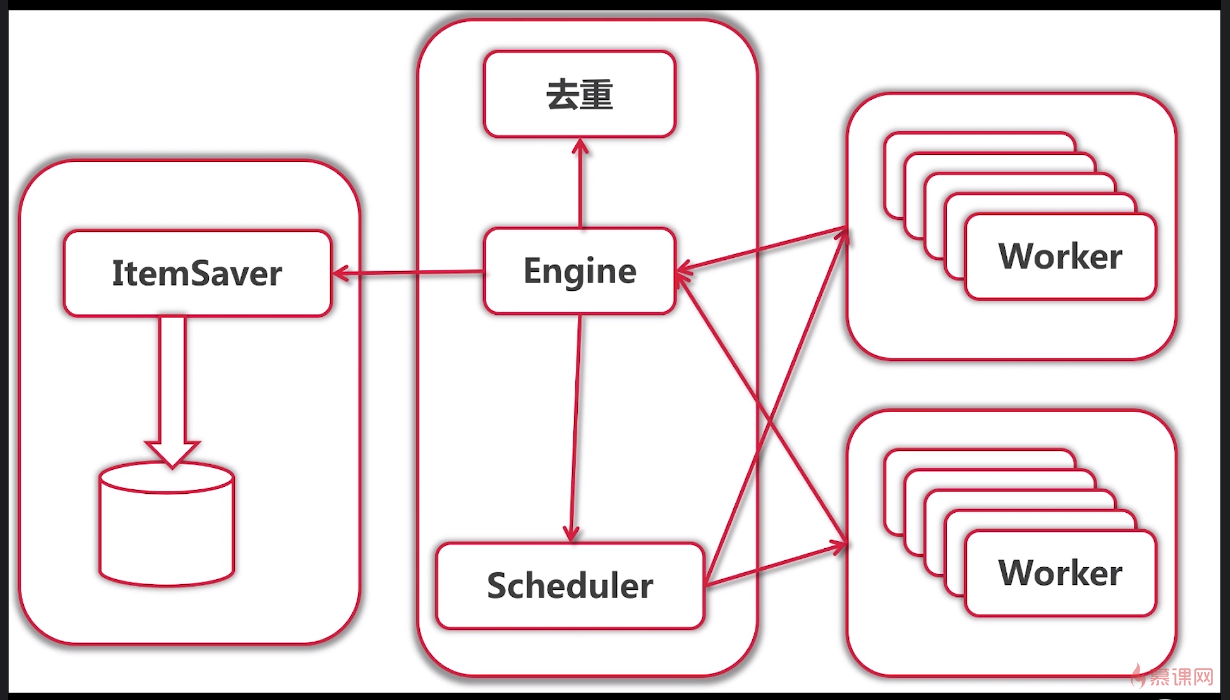 去重
ItemSaver
Engine
Worker
Scheduler
Worker
慕课网